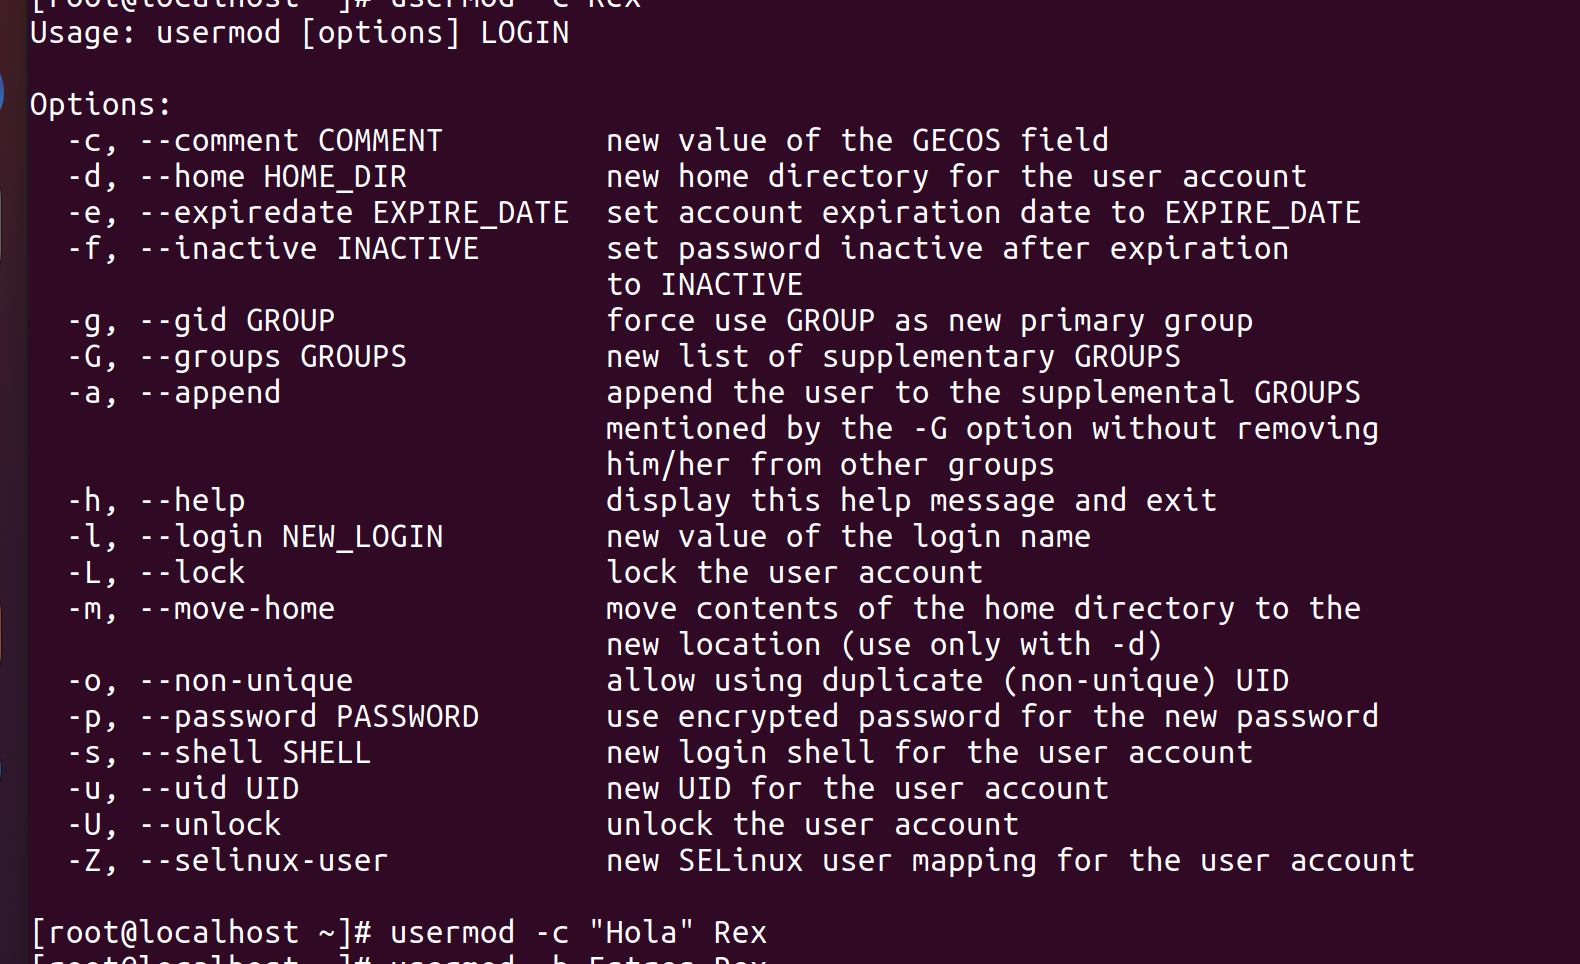 [root@localhost ~]# usermod -c Rex
Usage: usermod [options] LOGIN

Options:
  -c, --comment COMMENT         new value of the GECOS field
  -d, --home HOME_DIR           new home directory for the user account
  -e, --expiredate EXPIRE_DATE  set account expiration date to EXPIRE_DATE
  -f, --inactive INACTIVE       set password inactive after expiration
                                to INACTIVE
  -g, --gid GROUP               force use GROUP as new primary group
  -G, --groups GROUPS           new list of supplementary GROUPS
  -a, --append                  append the user to the supplemental GROUPS
                                mentioned by the -G option without removing
                                him/her from other groups
  -h, --help                    display this help message and exit
  -l, --login NEW_LOGIN         new value of the login name
  -L, --lock                    lock the user account
  -m, --move-home               move contents of the home directory to the
                                new location (use only with -d)
  -o, --non-unique              allow using duplicate (non-unique) UID
  -p, --password PASSWORD       use encrypted password for the new password
  -s, --shell SHELL             new login shell for the user account
  -u, --uid UID                 new UID for the user account
  -U, --unlock                  unlock the user account
  -Z, --selinux-user            new SELinux user mapping for the user account

[root@localhost ~]# usermod -c "Hola" Rex
[root@localhost ~]# usermod Rex